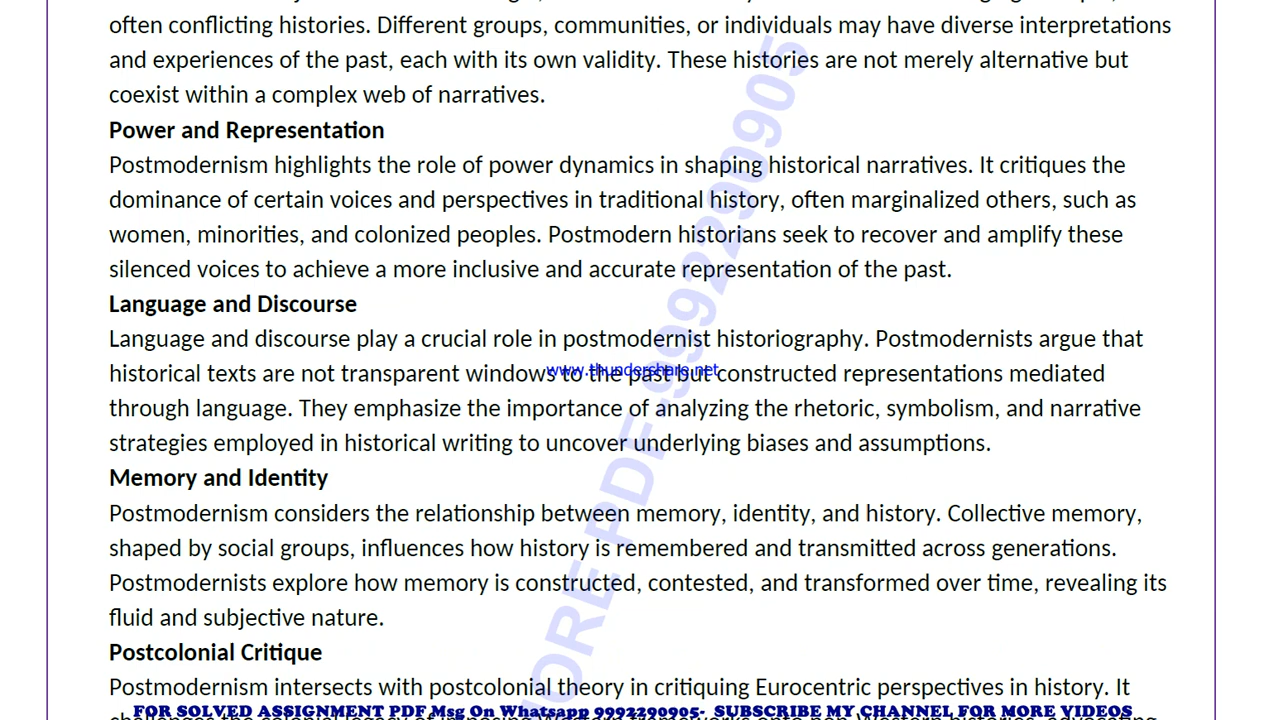 often conflicting histories. Different groups, communities, or individuals may have diverse interpretations
and experiences of the past, each with its own validity. These histories are not merely alternative but
coexist within a complex web of narratives.
Power and Representation
Postmodernism highlights the role of power dynamics in shaping historical narratives. It critiques the
dominance of certain voices and perspectives in traditional history, often marginalized others, such as
women, minorities, and colonized peoples. Postmodern historians seek to recover and amplify these
silenced voices to achieve a more inclusive and accurate representation of the past.
Language and Discourse
Language and discourse play a crucial role in postmodernist historiography. Postmodernists argue that
www.thundershare.net
historical texts are not transparent windows to the past but constructed representations mediated
through language. They emphasize the importance of analyzing the rhetoric, symbolism, and narrative
strategies employed in historical writing to uncover underlying biases and assumptions.
Memory and Identity
Postmodernism considers the relationship between memory, identity, and history. Collective memory,
shaped by social groups, influences how history is remembered and transmitted across generations.
Postmodernists explore how memory is constructed, contested, and transformed over time, revealing its
fluid and subjective nature.
Postcolonial Critique
Postmodernism intersects with postcolonial theory in critiquing Eurocentric perspectives in history. It
FOR SOLVED ASSIGNMENT PDF Msg On Whatsapp 9992290905- SUBSCRIBE MY CHANNEL FOR MORE VIDEOS
ORE PDF-9992290905